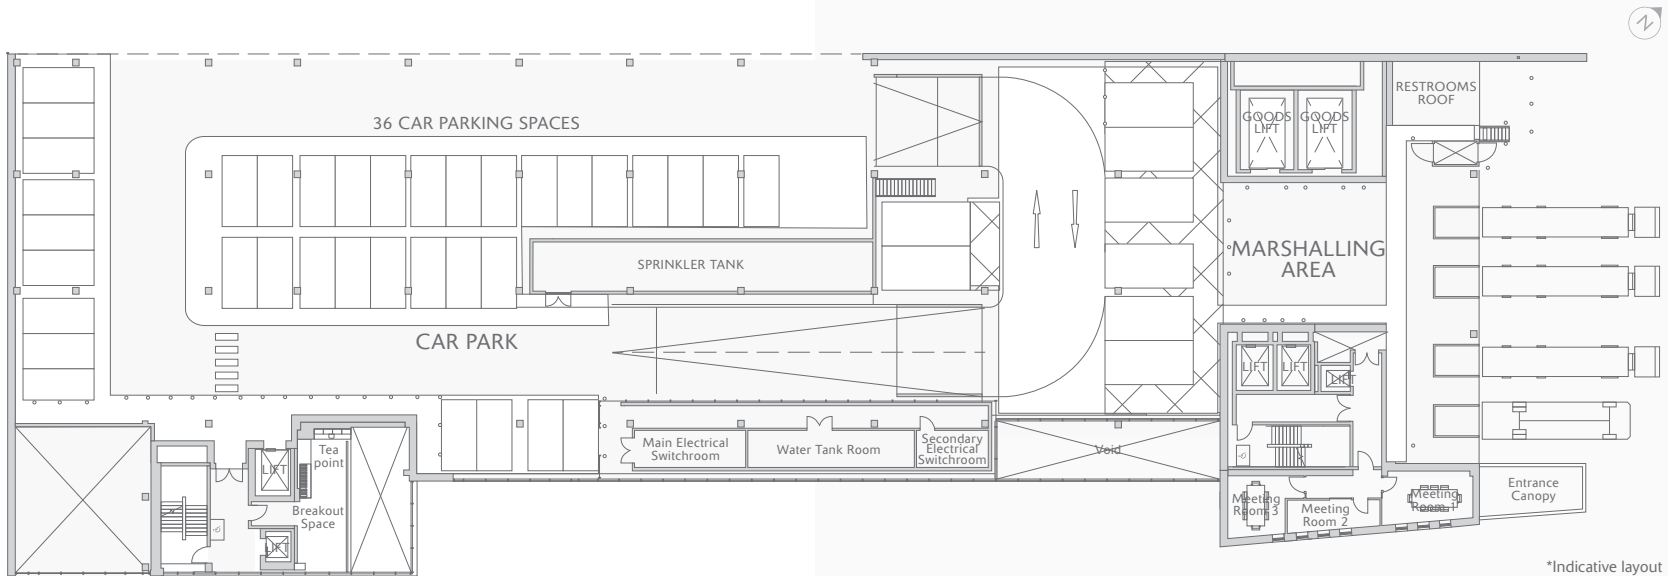 N
RESTROOMS
ROOF
GOODS
LIFT
GOODS
LIFT
36 CAR PARKING SPACES
MARSHALLING
AREA
SPRINKLER TANK
CAR PARK
LIFT
LIFT
LIFT
Main Electrical
Switchroom
Water Tank Room
Secondary
Electrical
Switchroom
Void
Tea
point
LIFT
Breakout
Space
LIFT
Meeting
Room 3
Meeting
Room 2
Meeting
Room 1
Entrance
Canopy
*Indicative layout